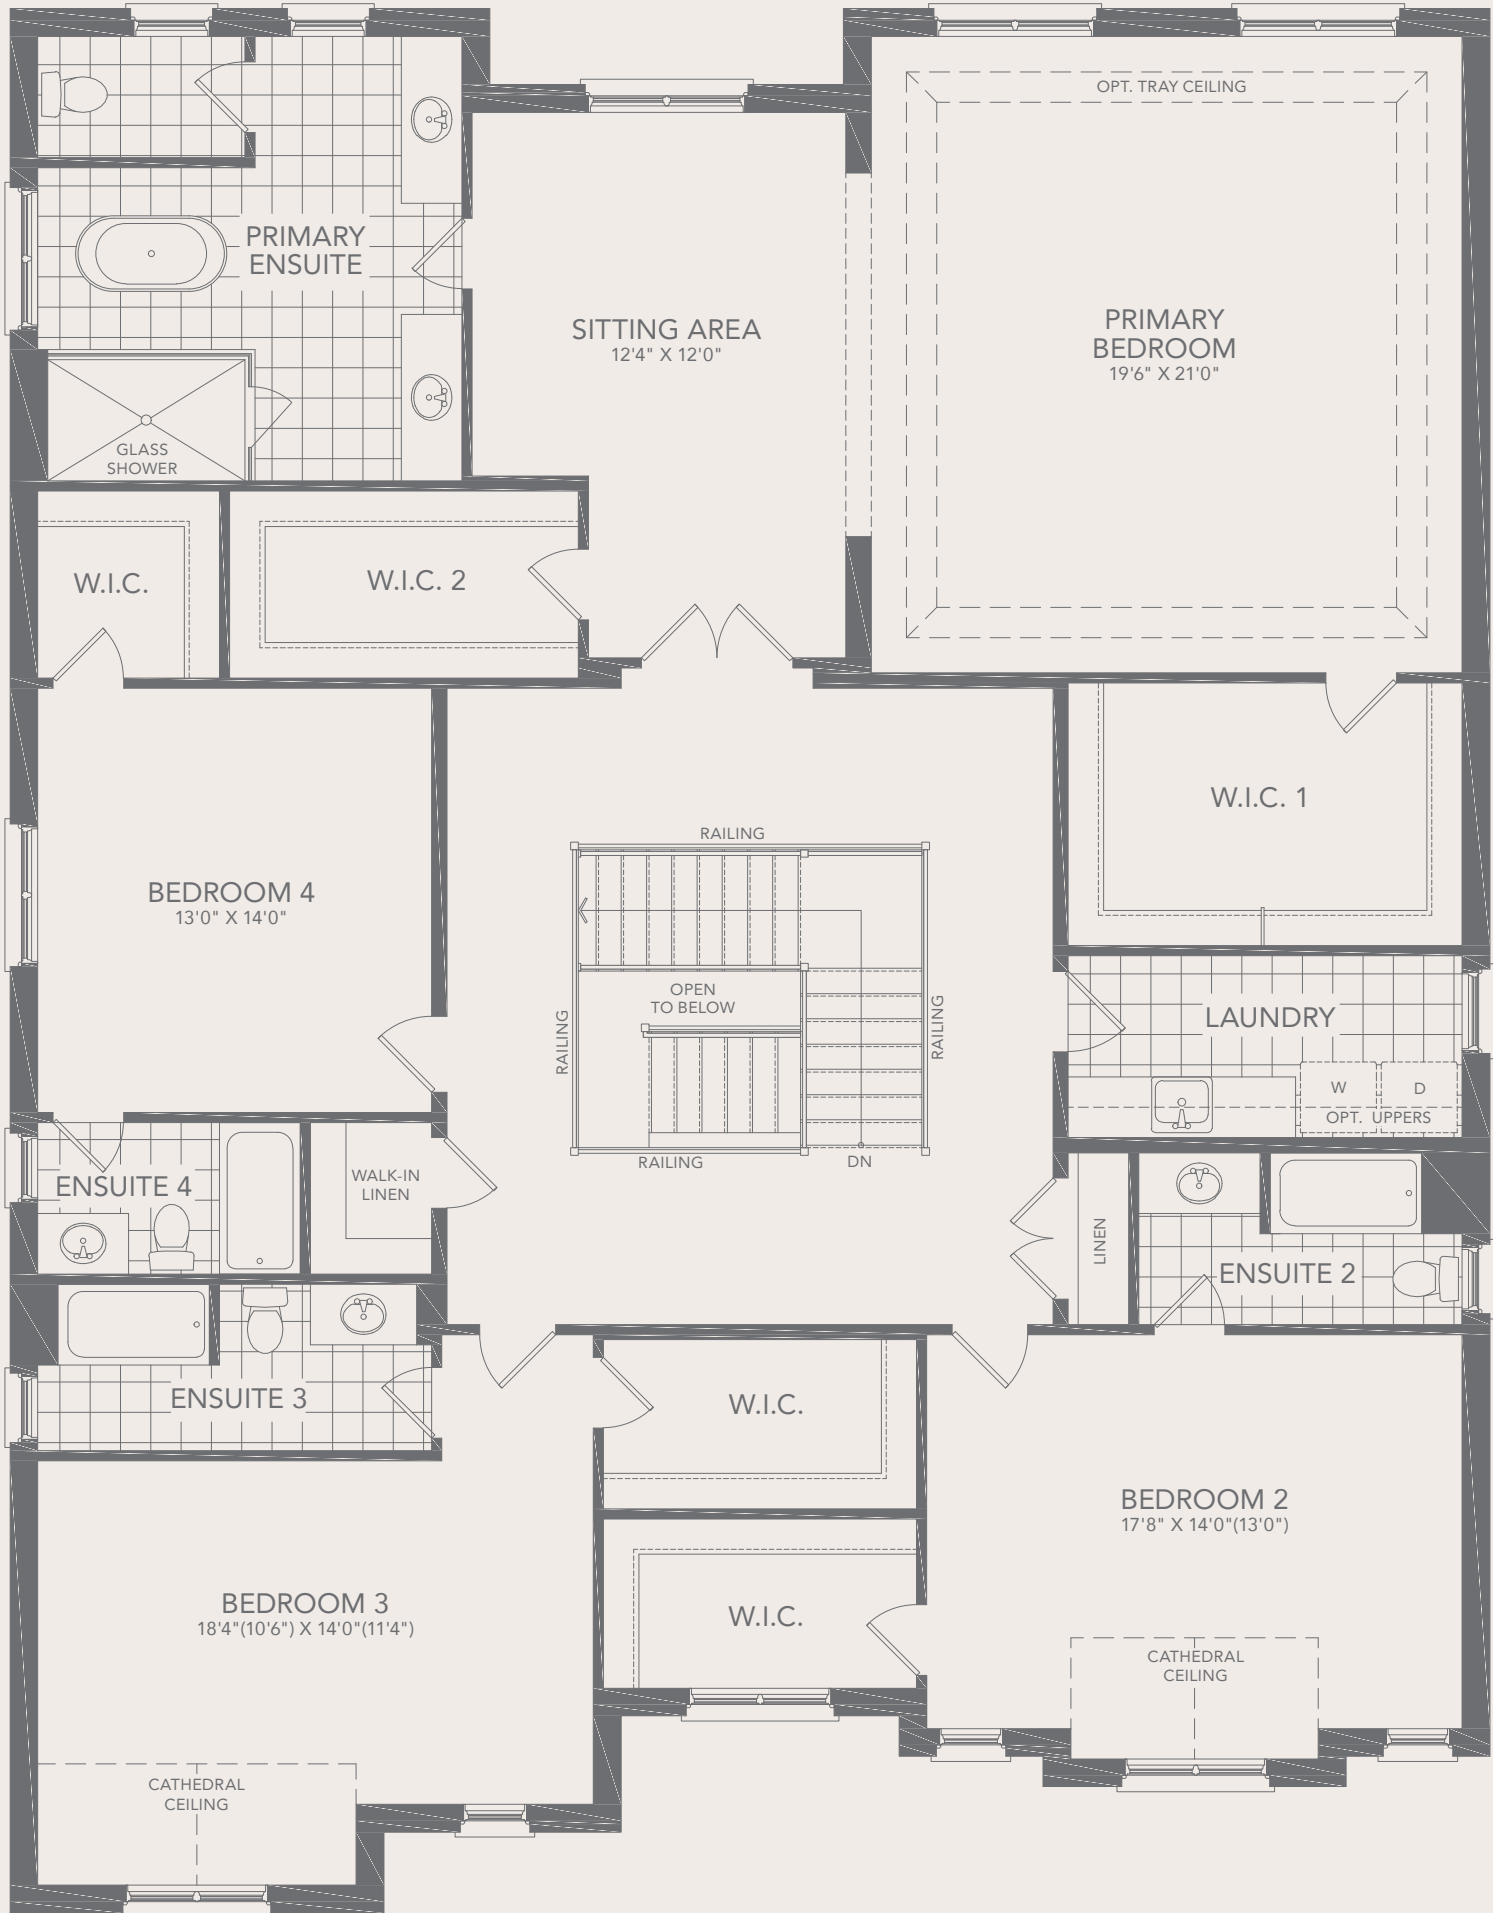 OPT. TRAY CEILING
PRIMARY
ENSUITE
SITTING AREA
12'4" X 12'0"
PRIMARY
BEDROOM
19'6" X 21'0"
GLASS
SHOWER
W.I.C.
W.I.C. 2
W.I.C. 1
RAILING
BEDROOM 4
13'0" X 14'0"
OPEN
TO BELOW
RAILING
RAILING
LAUNDRY
W
D
OPT. UPPERS
RAILING
DN
WALK-IN
LINEN
ENSUITE 4
LINEN
ENSUITE 2
ENSUITE 3
W.I.C.
BEDROOM 2
17'8" X 14'0"(13'0")
BEDROOM 3
18'4"(10'6") X 14'0"(11'4")
W.I.C.
CATHEDRAL
CEILING
CATHEDRAL
CEILING